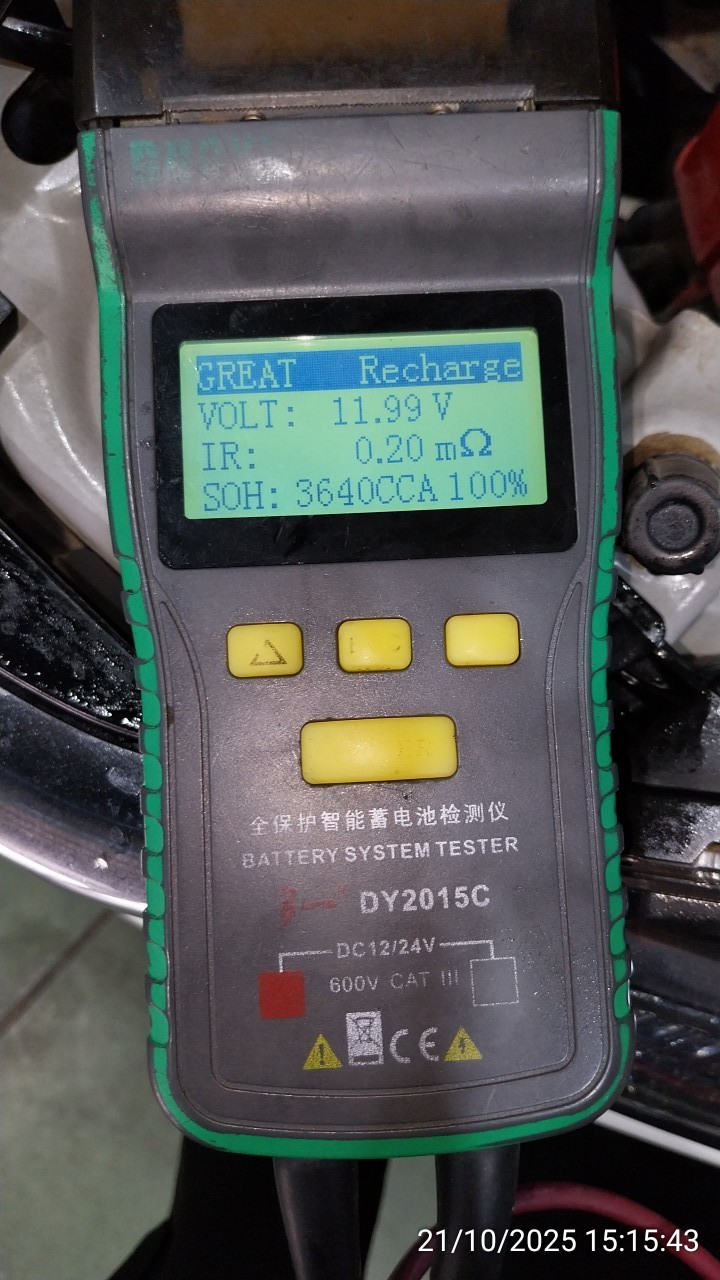 GREAT Recharge
VOLT: 11.99 V
IR: 0.20 mΩ
SOH: 3640CCA 100%
全保护智能蓄电池检测仪
BATTERY SYSTEM TESTER
DY2015C
DC12/24V
600V CAT III
CE
21/10/2025 15:15:43